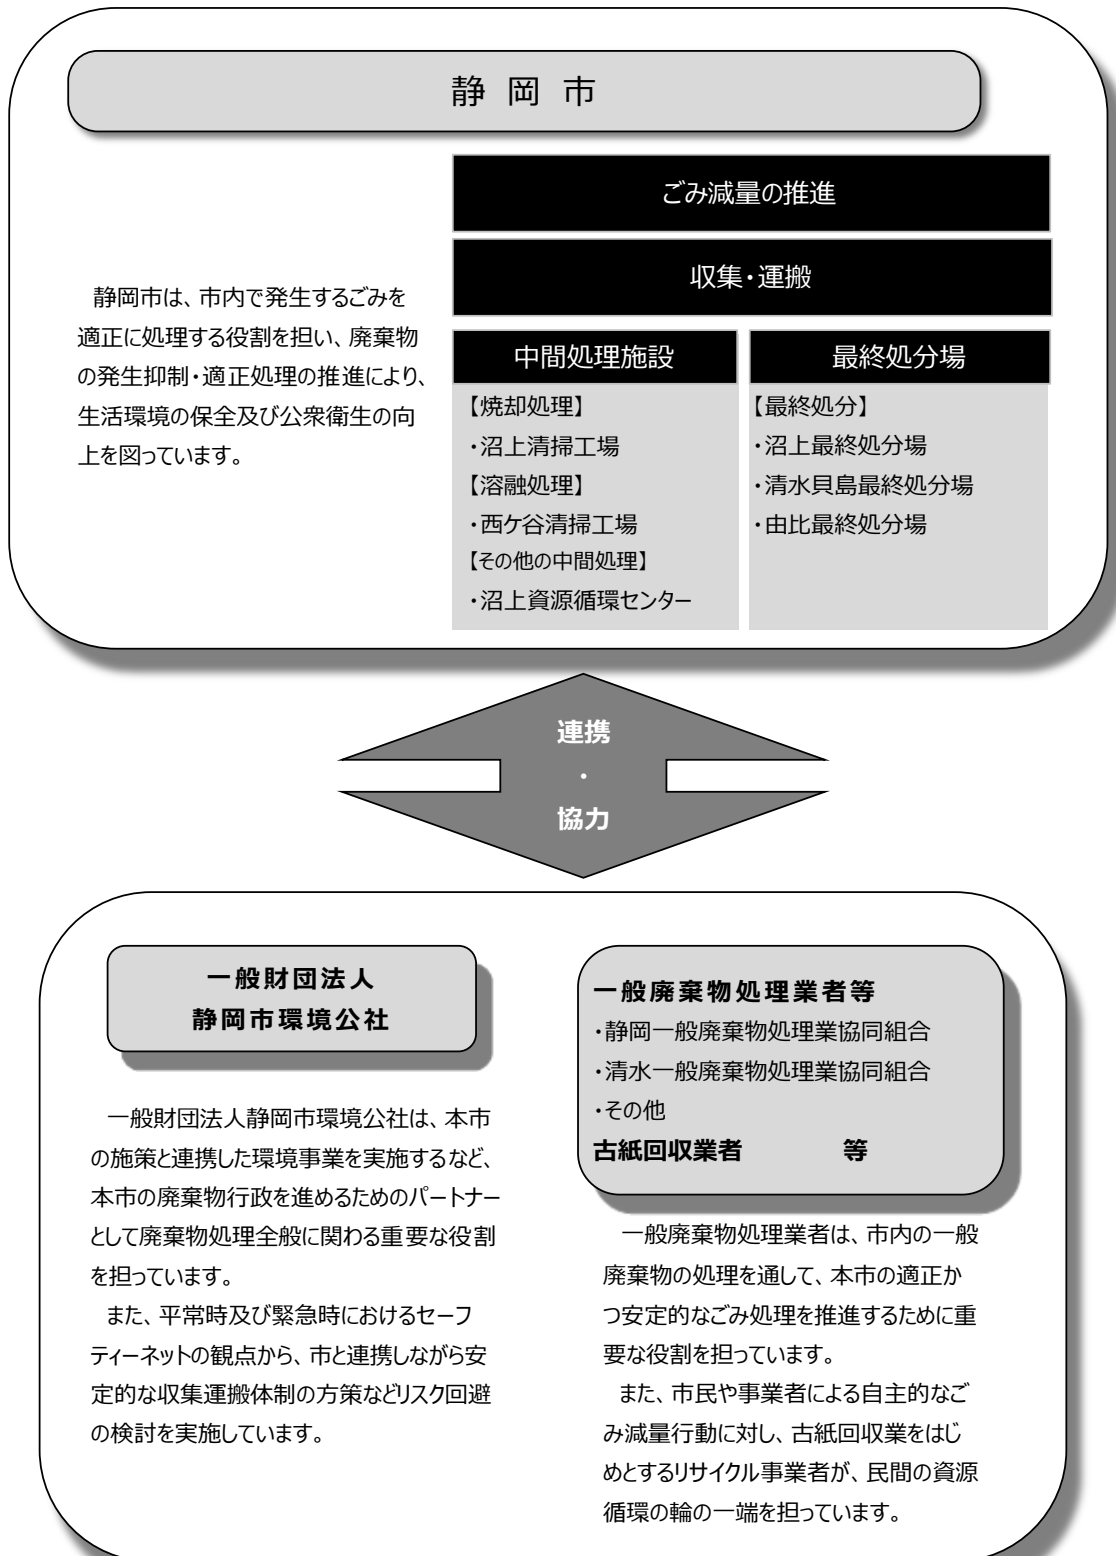 静岡市
ごみ減量の推進
収集・運搬
静岡市は、市内で発生するごみを
適正に処理する役割を担い、廃棄物
の発生抑制・適正処理の推進により、
生活環境の保全及び公衆衛生の向
上を図っています。
中間処理施設
【焼却処理】
・沼上清掃工場
【溶融処理】
・西ケ谷清掃工場
【その他の中間処理】
・沼上資源循環センター
最終処分場
【最終処分】
・沼上最終処分場
・清水貝島最終処分場
・由比最終処分場
連携
・
協力
一般財団法人
静岡市環境公社
一般財団法人静岡市環境公社は、本市
の施策と連携した環境事業を実施するなど、
本市の廃棄物行政を進めるためのパートナー
として廃棄物処理全般に関わる重要な役割
を担っています。
また、平常時及び緊急時におけるセーフ
ティーネットの観点から、市と連携しながら安
定的な収集運搬体制の方策などリスク回避
の検討を実施しています。
一般廃棄物処理業者等
・静岡一般廃棄物処理業協同組合
・清水一般廃棄物処理業協同組合
・その他
古紙回収業者 等
一般廃棄物処理業者は、市内の一般
廃棄物の処理を通して、本市の適正か
つ安定的なごみ処理を推進するために重
要な役割を担っています。
また、市民や事業者による自主的なご
み減量行動に対し、古紙回収業をはじ
めとするリサイクル事業者が、民間の資源
循環の輪の一端を担っています。